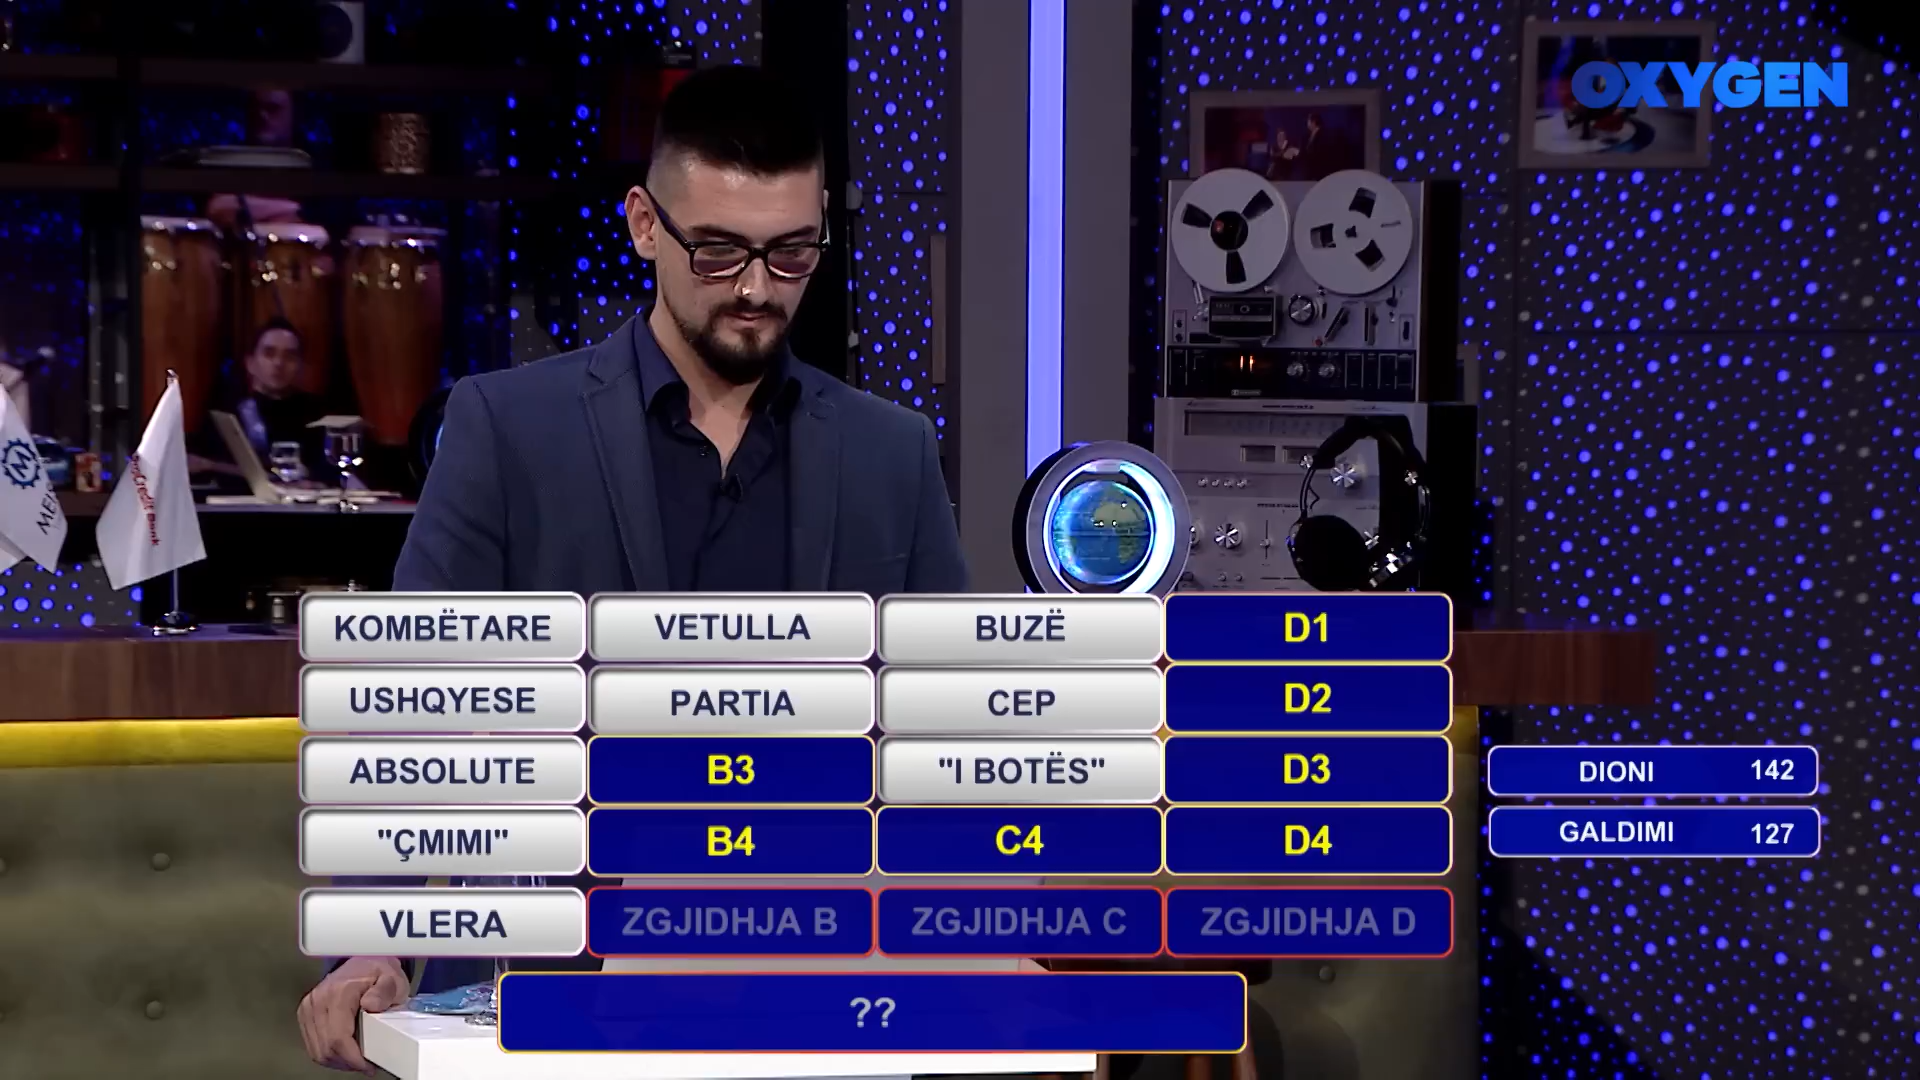 OXYGEN
KOMBËTARE VETULLA BUZË D1
USHQYESE PARTIA CEP D2
ABSOLUTE B3 "I BOTËS" D3
"ÇMIMI" B4 C4 D4
VLERA ZGJIDHJA B ZGJIDHJA C ZGJIDHJA D
??
DIONI 142
GALDIMI 127